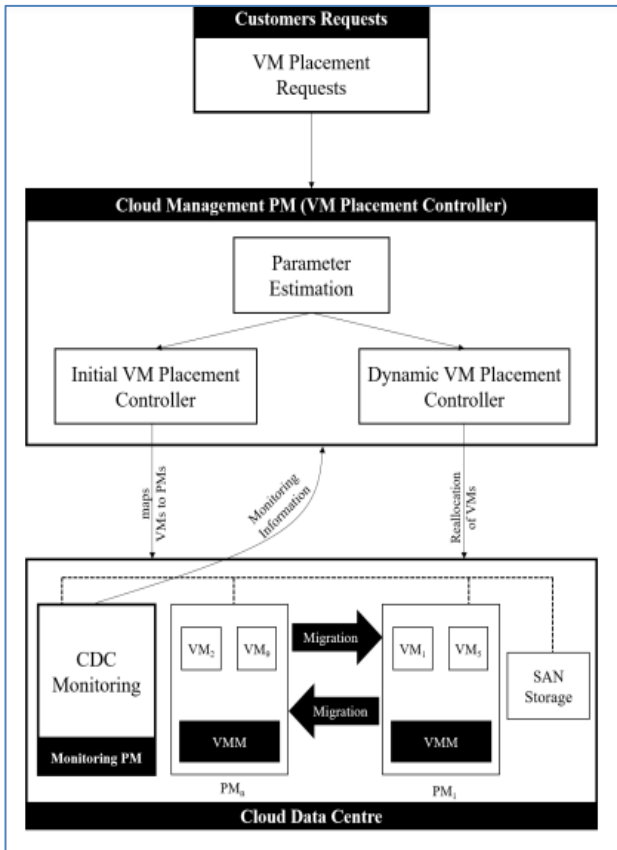 Customers Requests
VM Placement
Requests
Cloud Management PM (VM Placement Controller)
Parameter
Estimation
Initial VM Placement
Controller
Dynamic VM Placement
Controller
maps
VMs to PMs
Monitoring
Information
Reallocation
of VMs
CDC
Monitoring
Monitoring PM
VM2
VM9
VMM
PM0
Migration
Migration
VM1
VM5
VMM
PM1
SAN
Storage
Cloud Data Centre